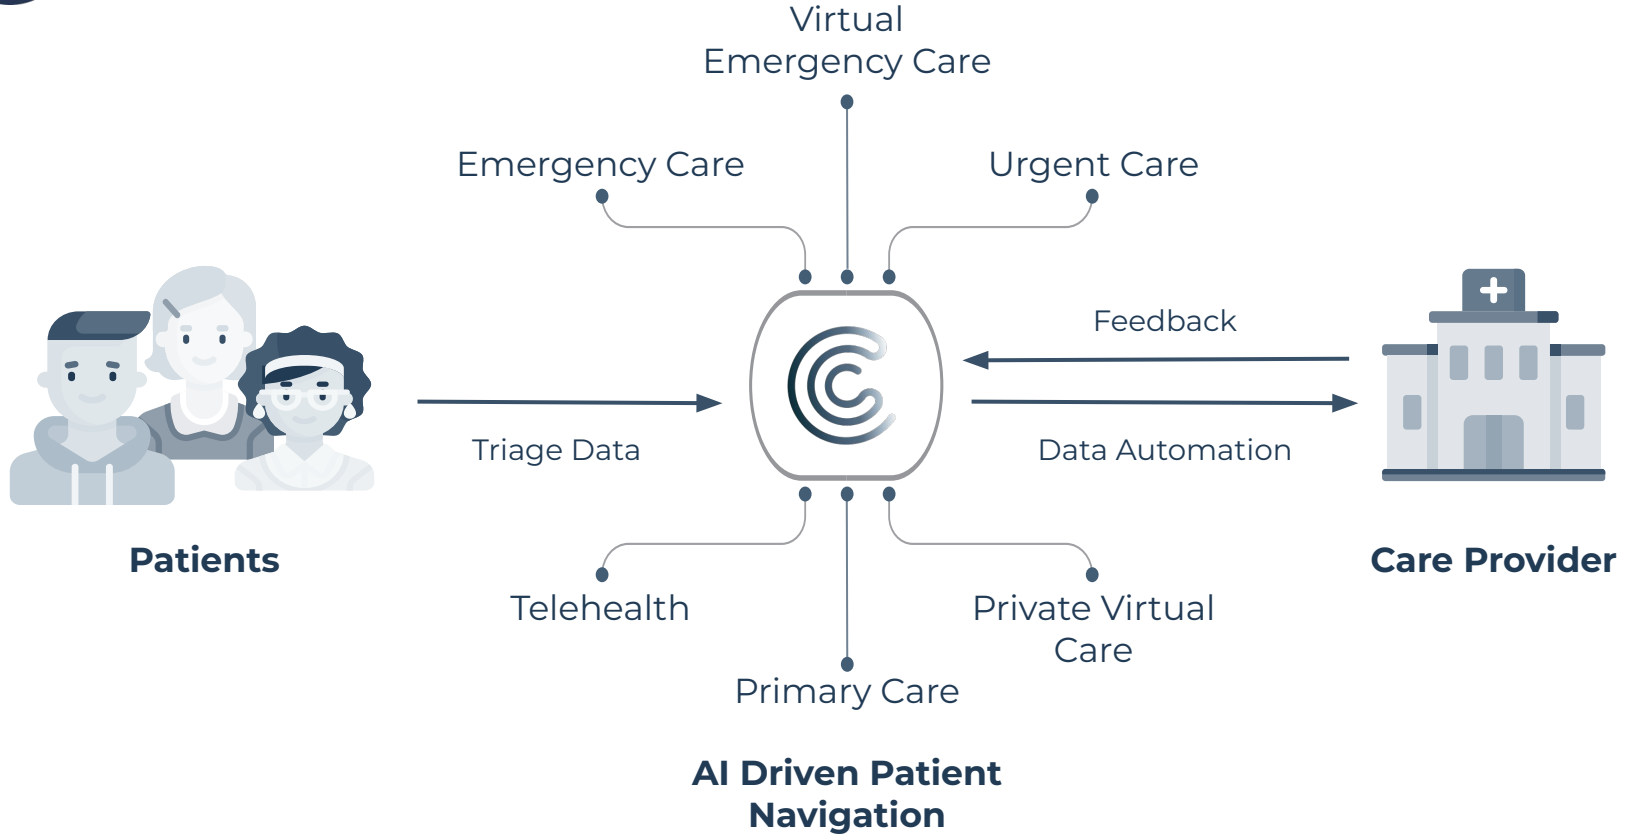 Virtual
Emergency Care
Emergency Care
Urgent Care
Feedback
Triage Data
Data Automation
Patients
Care Provider
Telehealth
Private Virtual
Care
Primary Care
AI Driven Patient
Navigation